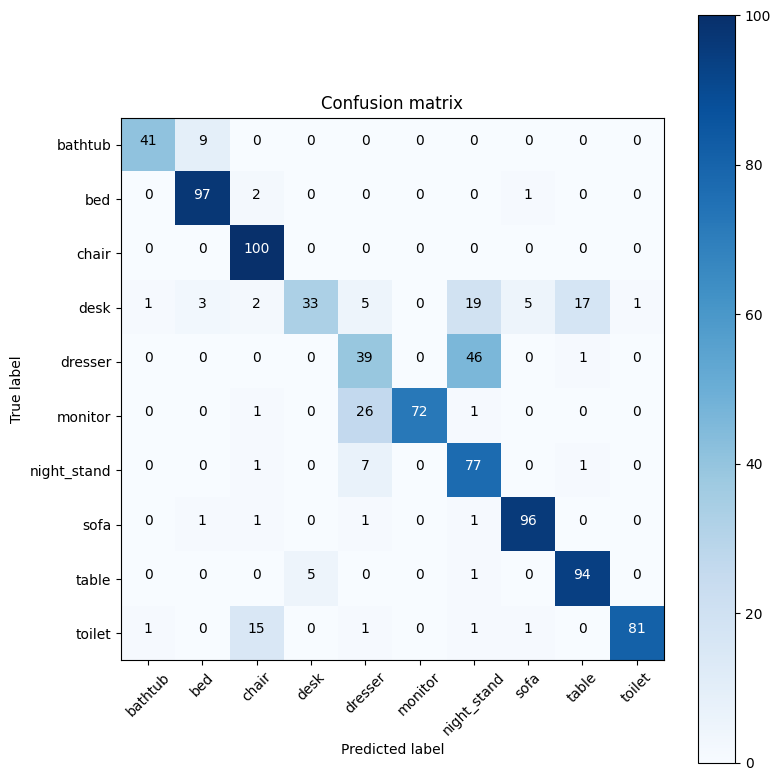 Confusion matrix
True label
bathtub 41 9 0 0 0 0 0 0 0 0
bed 0 97 2 0 0 0 0 1 0 0
chair 0 0 100 0 0 0 0 0 0 0
desk 1 3 2 33 5 0 19 5 17 1
dresser 0 0 0 0 39 0 46 0 1 0
monitor 0 0 1 0 26 72 1 0 0 0
night_stand 0 0 1 0 7 0 77 0 1 0
sofa 0 1 1 0 1 0 1 96 0 0
table 0 0 0 5 0 0 1 0 94 0
toilet 1 0 15 0 1 0 1 1 0 81
bathtub bed chair desk dresser monitor night_stand sofa table toilet
Predicted label
100
80
60
40
20
0